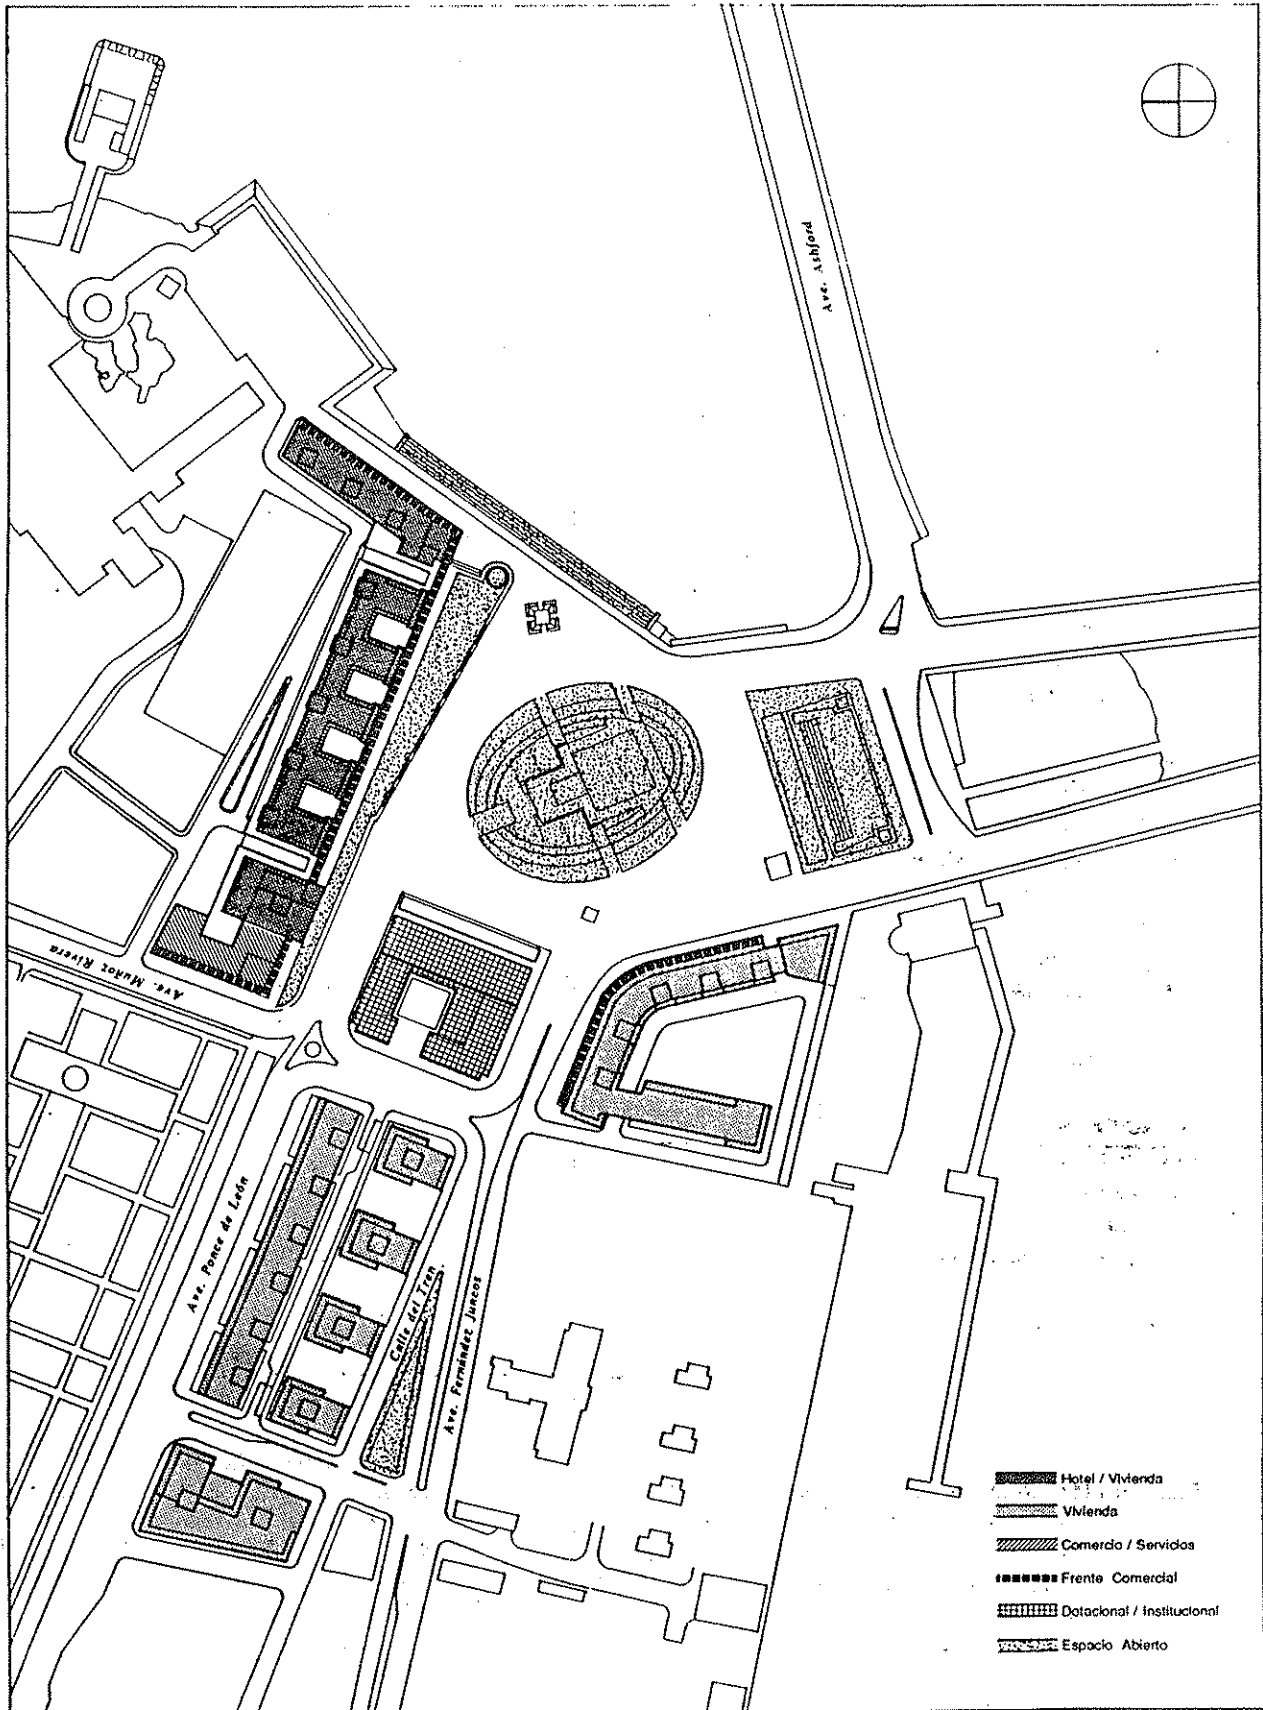 Ave. Ashford
Ave. Muñoz Rivera
Ave. Ponce de León
Calle del Tren
Ave. Fernández Juncos
Hotel / Vivienda
Vivienda
Comercio / Servicios
Frente Comercial
Dotacional / Institucional
Espacio Abierto